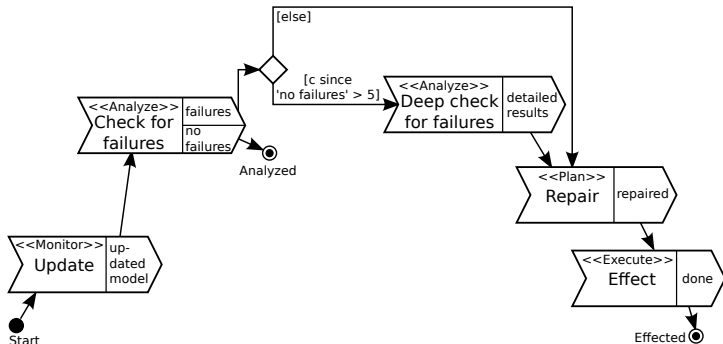 [else]
[c since
'no failures' > 5]
<<Analyze>>
Check for
failures
failures
no
failures
Analyzed
<<Analyze>>
Deep check
for failures
detailed
results
<<Plan>>
Repair
repaired
<<Monitor>>
Update
up-
dated
model
<<Execute>>
Effect
done
Start
Effected